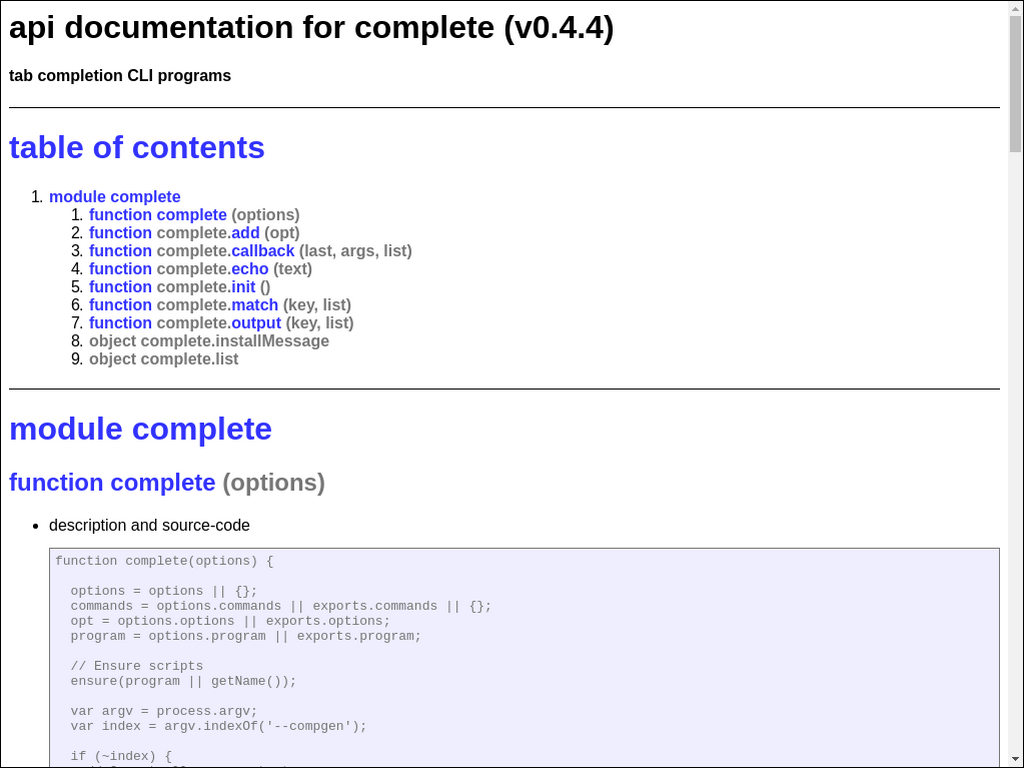 api documentation for complete (v0.4.4)
tab completion CLI programs
table of contents
1. module complete
1. function complete (options)
2. function complete.add (opt)
3. function complete.callback (last, args, list)
4. function complete.echo (text)
5. function complete.init ()
6. function complete.match (key, list)
7. function complete.output (key, list)
8. object complete.installMessage
9. object complete.list
module complete
function complete (options)
• description and source-code
function complete(options) {
  options = options || {};
  commands = options.commands || exports.commands || {};
  opt = options.options || exports.options;
  program = options.program || exports.program;
  // Ensure scripts
  ensure(program || getName());
  var argv = process.argv;
  var index = argv.indexOf('--compgen');
  if (~index) {